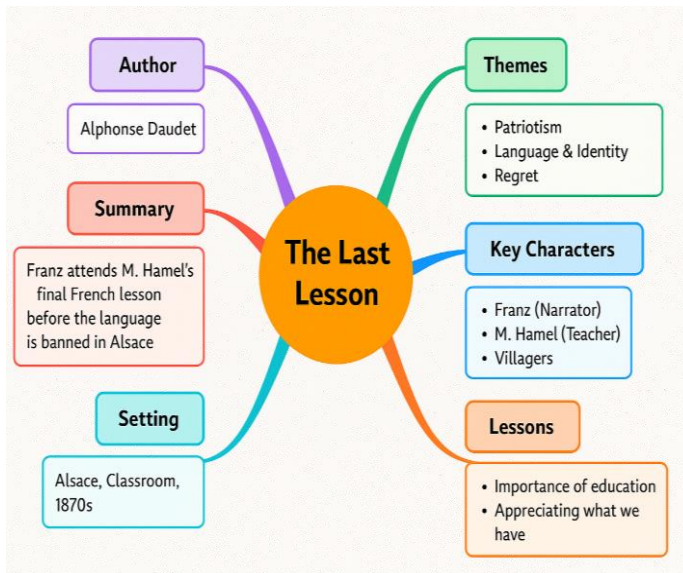 The Last
Lesson
Author
Alphonse Daudet
Summary
Franz attends M. Hamel's
final French lesson
before the language
is banned in Alsace
Setting
Alsace, Classroom,
1870s
Themes
• Patriotism
• Language & Identity
• Regret
Key Characters
• Franz (Narrator)
• M. Hamel (Teacher)
• Villagers
Lessons
• Importance of education
• Appreciating what we
have